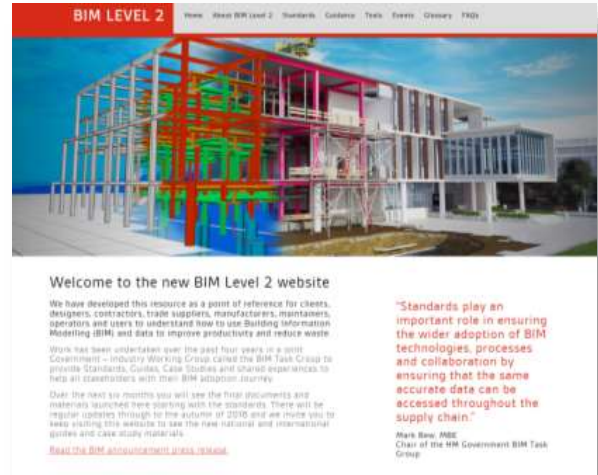 BIM LEVEL 2
Home About BIM Level 2 Standards Guidance Tools Events Glossary FAQs
Welcome to the new BIM Level 2 website
We have developed this resource as a point of reference for clients,
designers, contractors, trade suppliers, manufacturers, maintainers,
operators and users to understand how to use Building Information
Modelling (BIM) and data to improve productivity and reduce waste
Work has been undertaken over the past four years in a joint
Government – Industry Working Group called the BIM Task Group to
provide Standards, Guides, Case Studies and shared experiences to
help all stakeholders with their BIM adoption journey.
Over the next six months you will see the final documents and
materials launched here starting with the standards. There will be
regular updates through to the autumn of 2016 and we invite you to
keep visiting this website to see the new national and international
guides and case study materials
Read the BIM announcement press release.
"Standards play an
important role in ensuring
the wider adoption of BIM
technologies, processes
and collaboration by
ensuring that the same
accurate data can be
accessed throughout the
supply chain."
Mark Bew, MBE
Chair of the HM Government BIM Task
Group